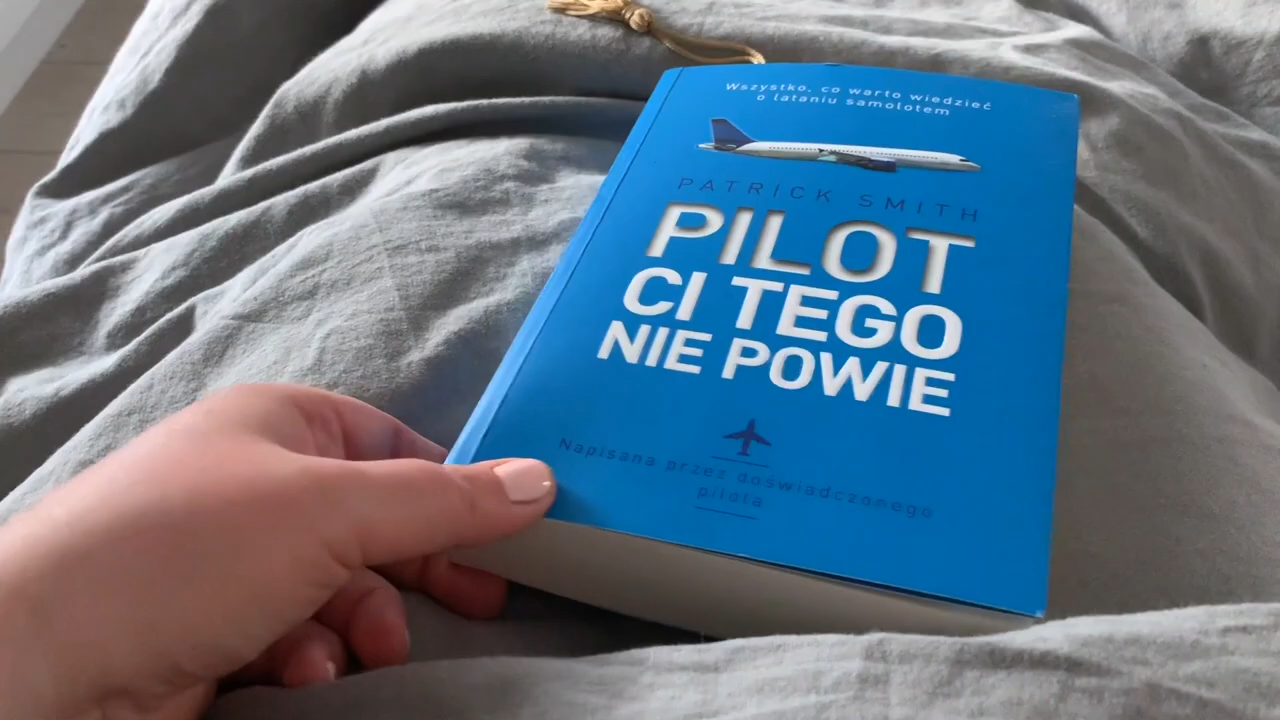 Wszystko, co warto wiedzieć
o lataniu samolotem
PATRICK SMITH
PILOT
CI TEGO
NIE POWIE
Napisana przez doświadczonego
pilota